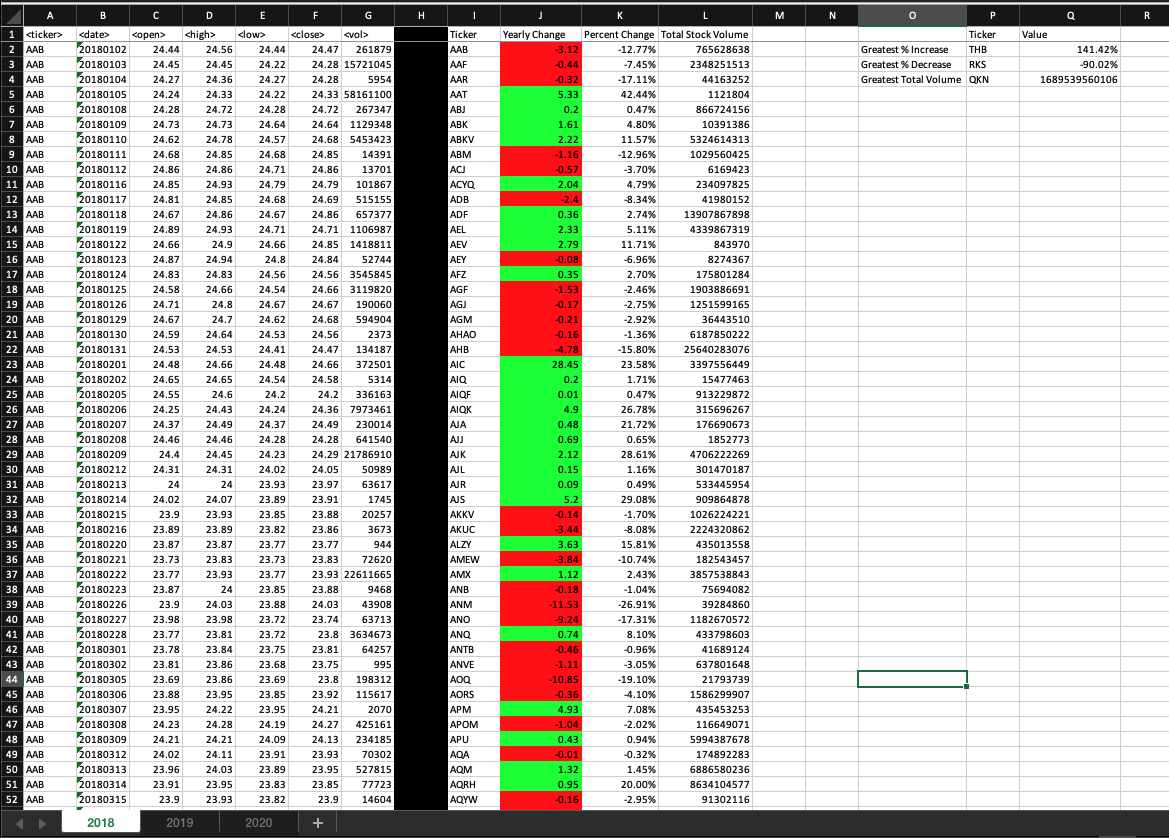 A B C D E F G H I J K L M N O P Q R
1 <ticker> <date> <open> <high> <low> <close> <vol> Ticker Yearly Change Percent Change Total Stock Volume Ticker Value
2 AAB 20180102 24.44 24.56 24.44 24.47 261879 AAB -3.12 -12.77% 765628638 Greatest % Increase THB 141.42%
3 AAB 20180103 24.45 24.45 24.22 24.28 15721045 AAF -0.44 -7.45% 2348251513 Greatest % Decrease RKS -90.02%
4 AAB 20180104 24.27 24.36 24.27 24.28 5954 AAR -0.32 -17.11% 44163252 Greatest Total Volume QKN 1689539560106
5 AAB 20180105 24.24 24.33 24.22 24.33 58161100 AAT 5.33 42.44% 1121804
6 AAB 20180108 24.28 24.72 24.28 24.72 267347 ABJ 0.2 0.47% 866724156
7 AAB 20180109 24.73 24.73 24.64 24.64 1129348 ABK 1.61 4.80% 10391386
8 AAB 20180110 24.62 24.78 24.57 24.68 5453423 ABKV 2.22 11.57% 5324614313
9 AAB 20180111 24.68 24.85 24.68 24.85 14391 ABM -1.16 -12.96% 1029560425
10 AAB 20180112 24.86 24.86 24.71 24.86 13701 ACJ -0.57 -3.70% 6169423
11 AAB 20180116 24.85 24.93 24.79 24.79 101867 ACYQ 2.04 4.79% 234097825
12 AAB 20180117 24.81 24.85 24.68 24.69 515155 ADB -2.4 -8.34% 41980152
13 AAB 20180118 24.67 24.86 24.67 24.86 657377 ADF 0.36 2.74% 13907867898
14 AAB 20180119 24.89 24.93 24.71 24.71 1106987 AEL 2.33 5.11% 4339867319
15 AAB 20180122 24.66 24.9 24.66 24.85 1418811 AEV 2.79 11.71% 843970
16 AAB 20180123 24.87 24.94 24.8 24.84 52744 AEY -0.08 -6.96% 8274367
17 AAB 20180124 24.83 24.83 24.56 24.56 3545845 AFZ 0.35 2.70% 175801284
18 AAB 20180125 24.58 24.66 24.54 24.66 3119820 AGF -1.53 -2.46% 1903886691
19 AAB 20180126 24.71 24.8 24.67 24.67 190060 AGJ -0.17 -2.75% 1251599165
20 AAB 20180129 24.67 24.7 24.62 24.68 594904 AGM -0.21 -2.92% 36443510
21 AAB 20180130 24.59 24.64 24.53 24.56 2373 AHAO -0.16 -1.36% 6187850222
22 AAB 20180131 24.53 24.53 24.41 24.47 134187 AHB -4.78 -15.80% 25640283076
23 AAB 20180201 24.48 24.66 24.48 24.66 372501 AIC 28.45 23.58% 3397556449
24 AAB 20180202 24.65 24.65 24.54 24.58 5314 AIQ 0.2 1.71% 15477463
25 AAB 20180205 24.55 24.6 24.2 24.2 336163 AIQF 0.01 0.47% 913229872
26 AAB 20180206 24.25 24.43 24.24 24.36 7973461 AIQK 4.9 26.78% 315696267
27 AAB 20180207 24.37 24.49 24.37 24.49 230014 AJA 0.48 21.72% 176690673
28 AAB 20180208 24.46 24.46 24.28 24.28 641540 AJJ 0.69 0.65% 1852773
29 AAB 20180209 24.4 24.45 24.23 24.29 21786910 AJK 2.12 28.61% 4706222269
30 AAB 20180212 24.31 24.31 24.02 24.05 50989 AJL 0.15 1.16% 301470187
31 AAB 20180213 24 24 23.93 23.97 63617 AJR 0.09 0.49% 533445954
32 AAB 20180214 24.02 24.07 23.89 23.91 1745 AJS 5.2 29.08% 909864878
33 AAB 20180215 23.9 23.93 23.85 23.88 20257 AKKV -0.14 -1.70% 1026224221
34 AAB 20180216 23.89 23.89 23.82 23.86 3673 AKUC -3.44 -8.08% 2224320862
35 AAB 20180220 23.87 23.87 23.77 23.77 944 ALZY 3.63 15.81% 435013558
36 AAB 20180221 23.73 23.83 23.73 23.83 72620 AMEW -3.84 -10.74% 182543457
37 AAB 20180222 23.77 23.93 23.77 23.93 22611665 AMX 1.12 2.43% 3857538843
38 AAB 20180223 23.87 24 23.85 23.88 9468 ANB -0.18 -1.04% 75694082
39 AAB 20180226 23.9 24.03 23.88 24.03 43908 ANM -11.53 -26.91% 39284860
40 AAB 20180227 23.98 23.98 23.72 23.74 63713 ANO -9.24 -17.31% 1182670572
41 AAB 20180228 23.77 23.81 23.72 23.8 3634673 ANQ 0.74 8.10% 433798603
42 AAB 20180301 23.78 23.84 23.75 23.81 64257 ANTB -0.46 -0.96% 41689124
43 AAB 20180302 23.81 23.86 23.68 23.75 995 ANVE -1.11 -3.05% 637801648
44 AAB 20180305 23.69 23.86 23.69 23.8 198312 AOQ -10.85 -19.10% 21793739
45 AAB 20180306 23.88 23.95 23.85 23.92 115617 AORS -0.36 -4.10% 1586299907
46 AAB 20180307 23.95 24.22 23.95 24.21 2070 APM 4.93 7.08% 435453253
47 AAB 20180308 24.23 24.28 24.19 24.27 425161 APOM -1.04 -2.02% 116649071
48 AAB 20180309 24.21 24.21 24.09 24.13 234185 APU 0.43 0.94% 5994387678
49 AAB 20180312 24.02 24.11 23.91 23.93 70302 AQA -0.01 -0.32% 174892283
50 AAB 20180313 23.96 24.03 23.89 23.95 527815 AQM 1.32 1.45% 6886580236
51 AAB 20180314 23.91 23.95 23.83 23.85 77723 AQRH 0.95 20.00% 8634104577
52 AAB 20180315 23.9 23.93 23.82 23.9 14604 AQYW -0.16 -2.95% 91302116
2018 2019 2020 +